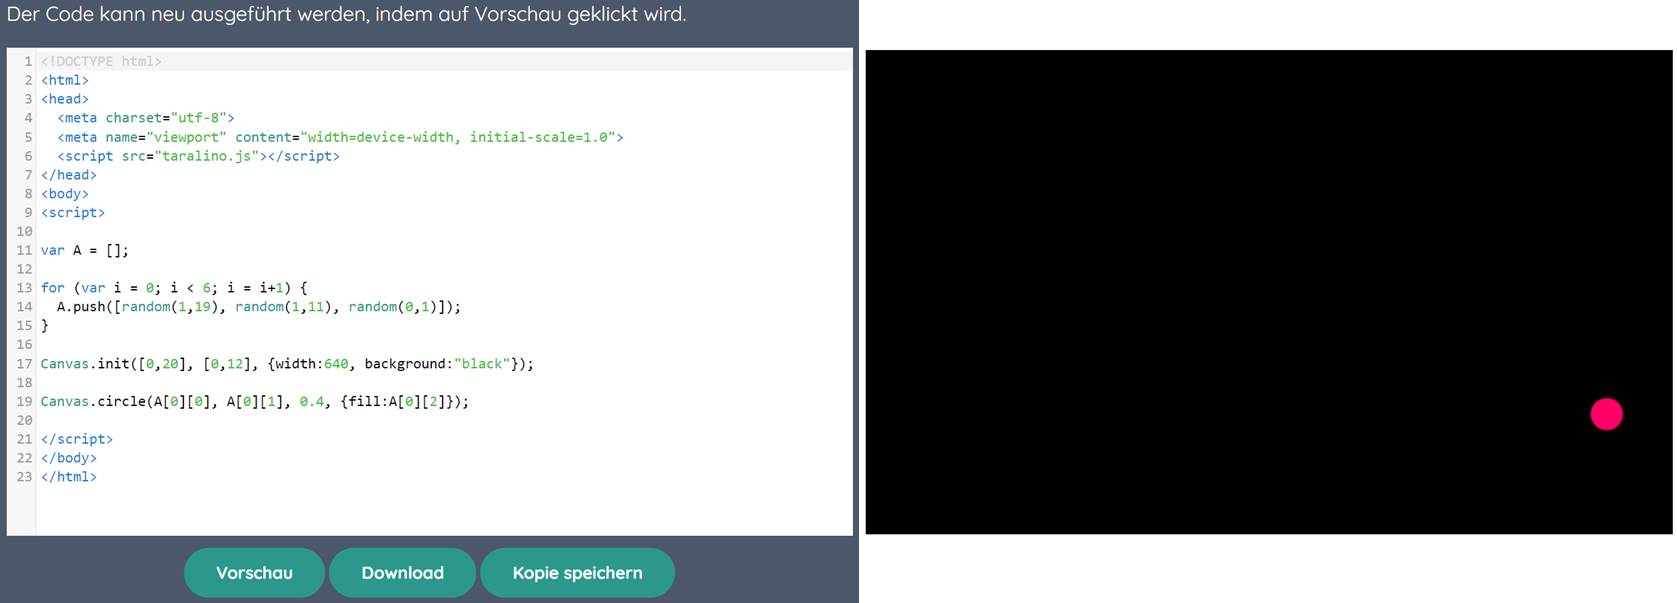 Der Code kann neu ausgeführt werden, indem auf Vorschau geklickt wird.
1 <!DOCTYPE html>
2 <html>
3 <head>
4   <meta charset="utf-8">
5   <meta name="viewport" content="width=device-width, initial-scale=1.0">
6   <script src="taralino.js"></script>
7 </head>
8 <body>
9 <script>
10
11 var A = [];
12
13 for (var i = 0; i < 6; i = i+1) {
14   A.push([random(1,19), random(1,11), random(0,1)]);
15 }
16
17 Canvas.init([0,20], [0,12], {width:640, background:"black"});
18
19 Canvas.circle(A[0][0], A[0][1], 0.4, {fill:A[0][2]});
20
21 </script>
22 </body>
23 </html>
Vorschau Download Kopie speichern